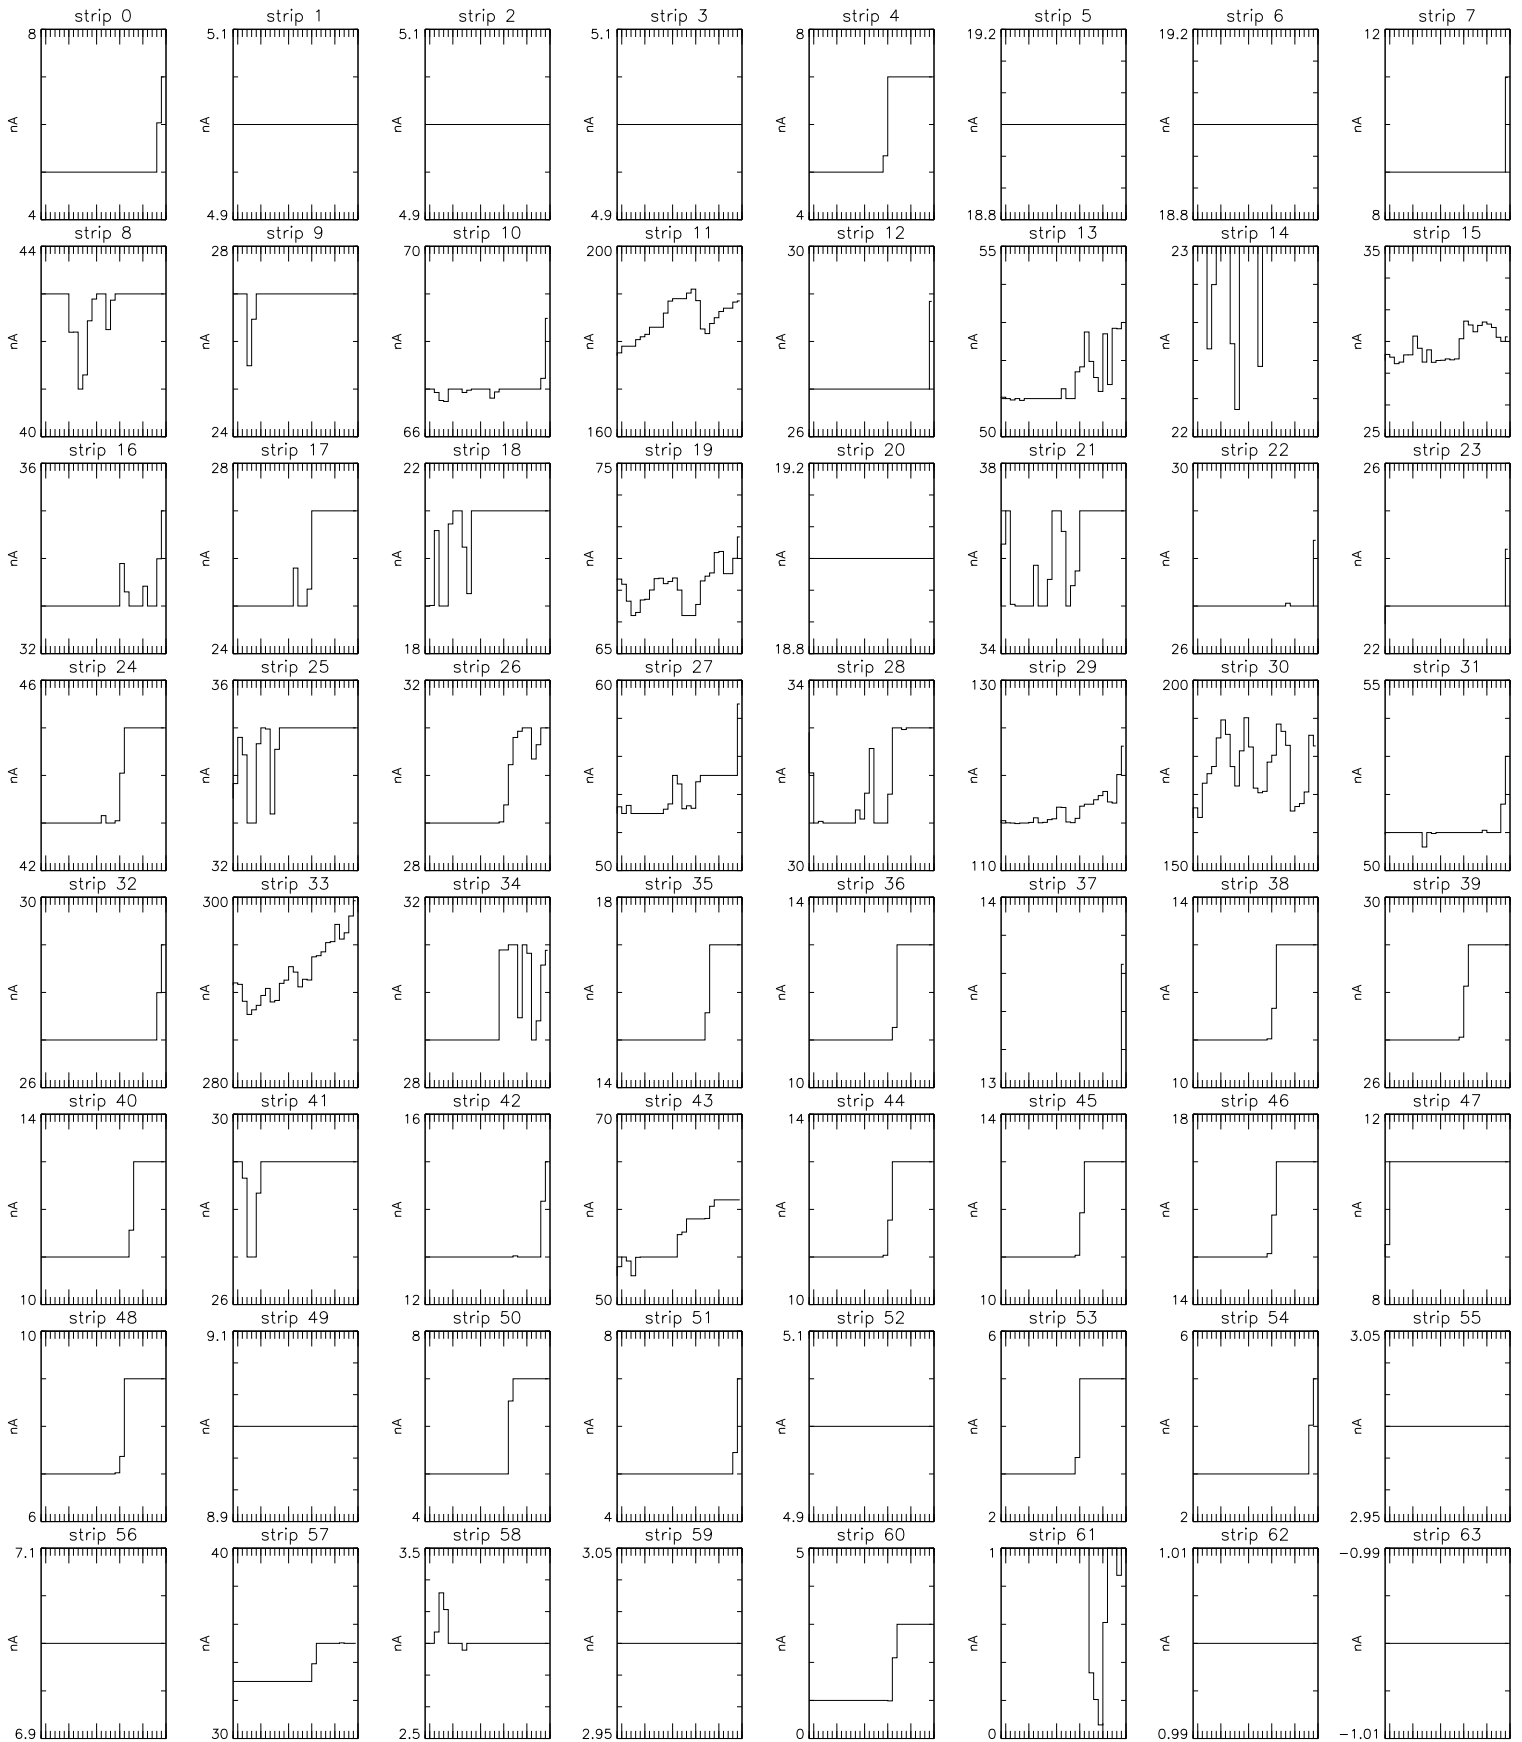 strip 0 strip 1 strip 2 strip 3 strip 4 strip 5 strip 6 strip 7
8 5.1 5.1 5.1 8 19.2 19.2 12
nA nA nA nA nA nA nA nA
4 4.9 4.9 4.9 4 18.8 18.8 8
strip 8 strip 9 strip 10 strip 11 strip 12 strip 13 strip 14 strip 15
44 28 70 200 30 55 23 35
nA nA nA nA nA nA nA nA
40 24 66 160 26 50 22 25
strip 16 strip 17 strip 18 strip 19 strip 20 strip 21 strip 22 strip 23
36 28 22 75 19.2 38 30 26
nA nA nA nA nA nA nA nA
32 24 18 65 18.8 34 26 22
strip 24 strip 25 strip 26 strip 27 strip 28 strip 29 strip 30 strip 31
46 36 32 60 34 130 200 55
nA nA nA nA nA nA nA nA
42 32 28 50 30 110 150 50
strip 32 strip 33 strip 34 strip 35 strip 36 strip 37 strip 38 strip 39
30 300 32 18 14 14 14 30
nA nA nA nA nA nA nA nA
26 280 28 14 10 13 10 26
strip 40 strip 41 strip 42 strip 43 strip 44 strip 45 strip 46 strip 47
14 30 16 70 14 14 18 12
nA nA nA nA nA nA nA nA
10 26 12 50 10 10 14 8
strip 48 strip 49 strip 50 strip 51 strip 52 strip 53 strip 54 strip 55
10 9.1 8 8 5.1 6 6 3.05
nA nA nA nA nA nA nA nA
6 8.9 4 4 4.9 2 2 2.95
strip 56 strip 57 strip 58 strip 59 strip 60 strip 61 strip 62 strip 63
7.1 40 3.5 3.05 5 1 1.01 −0.99
nA nA nA nA nA nA nA nA
6.9 30 2.5 2.95 0 0 0.99 −1.01